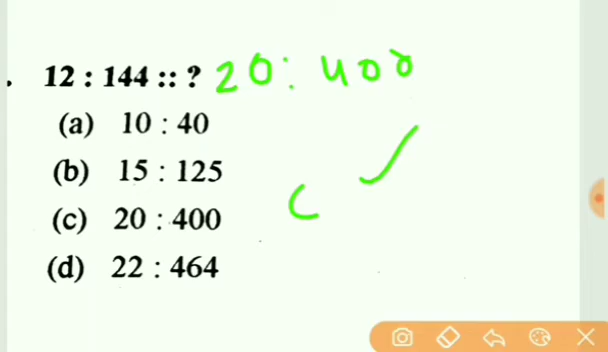 12 : 144 :: ? 20: 400
(a) 10 : 40
(b) 15 : 125
(c) 20 : 400
(d) 22 : 464
C